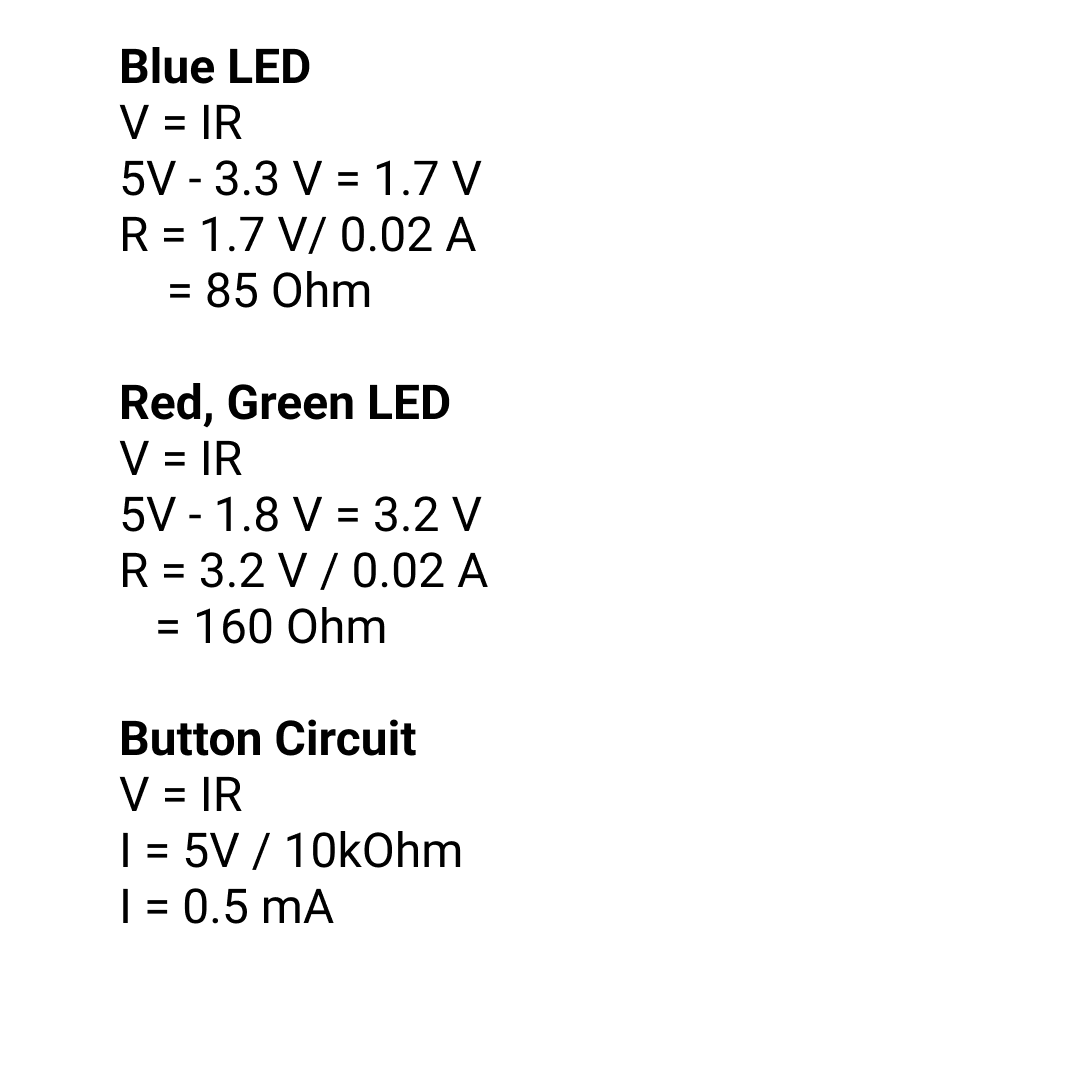 Blue LED
V = IR
5V - 3.3 V = 1.7 V
R = 1.7 V/ 0.02 A
= 85 Ohm
Red, Green LED
V = IR
5V - 1.8 V = 3.2 V
R = 3.2 V / 0.02 A
= 160 Ohm
Button Circuit
V = IR
I = 5V / 10kOhm
I = 0.5 mA